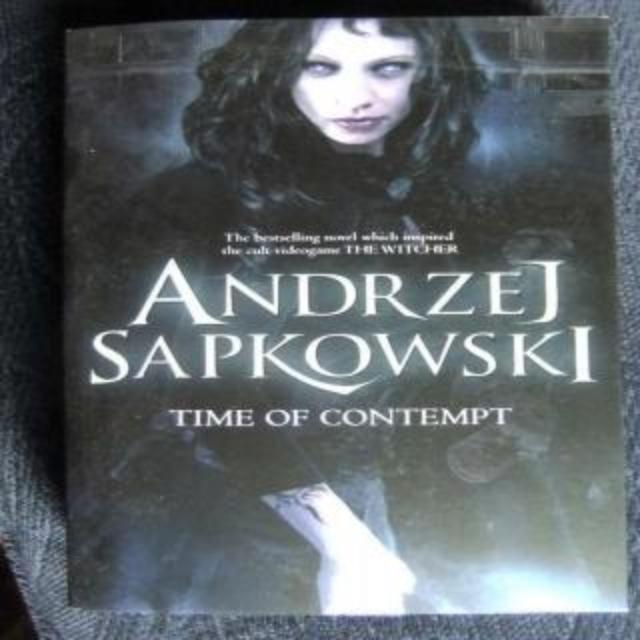 The bestselling novel which inspired
the cult videogame THE WITCHER
ANDRZEJ
SAPKOWSKI
TIME OF CONTEMPT